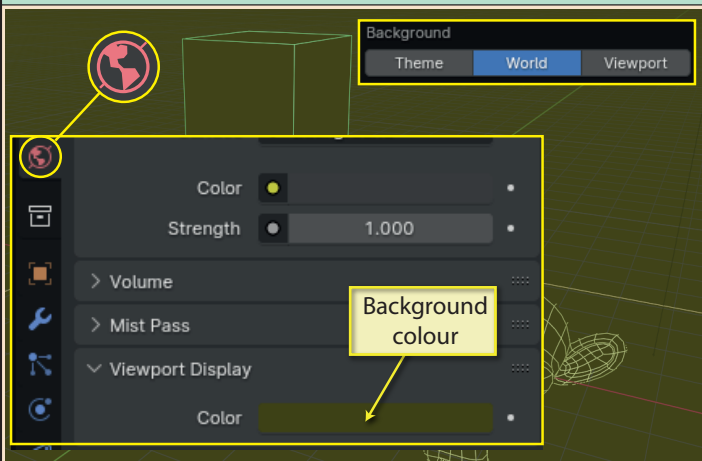 Background
Theme World Viewport
Color
Strength 1.000
Volume
Mist Pass
Background
colour
Viewport Display
Color